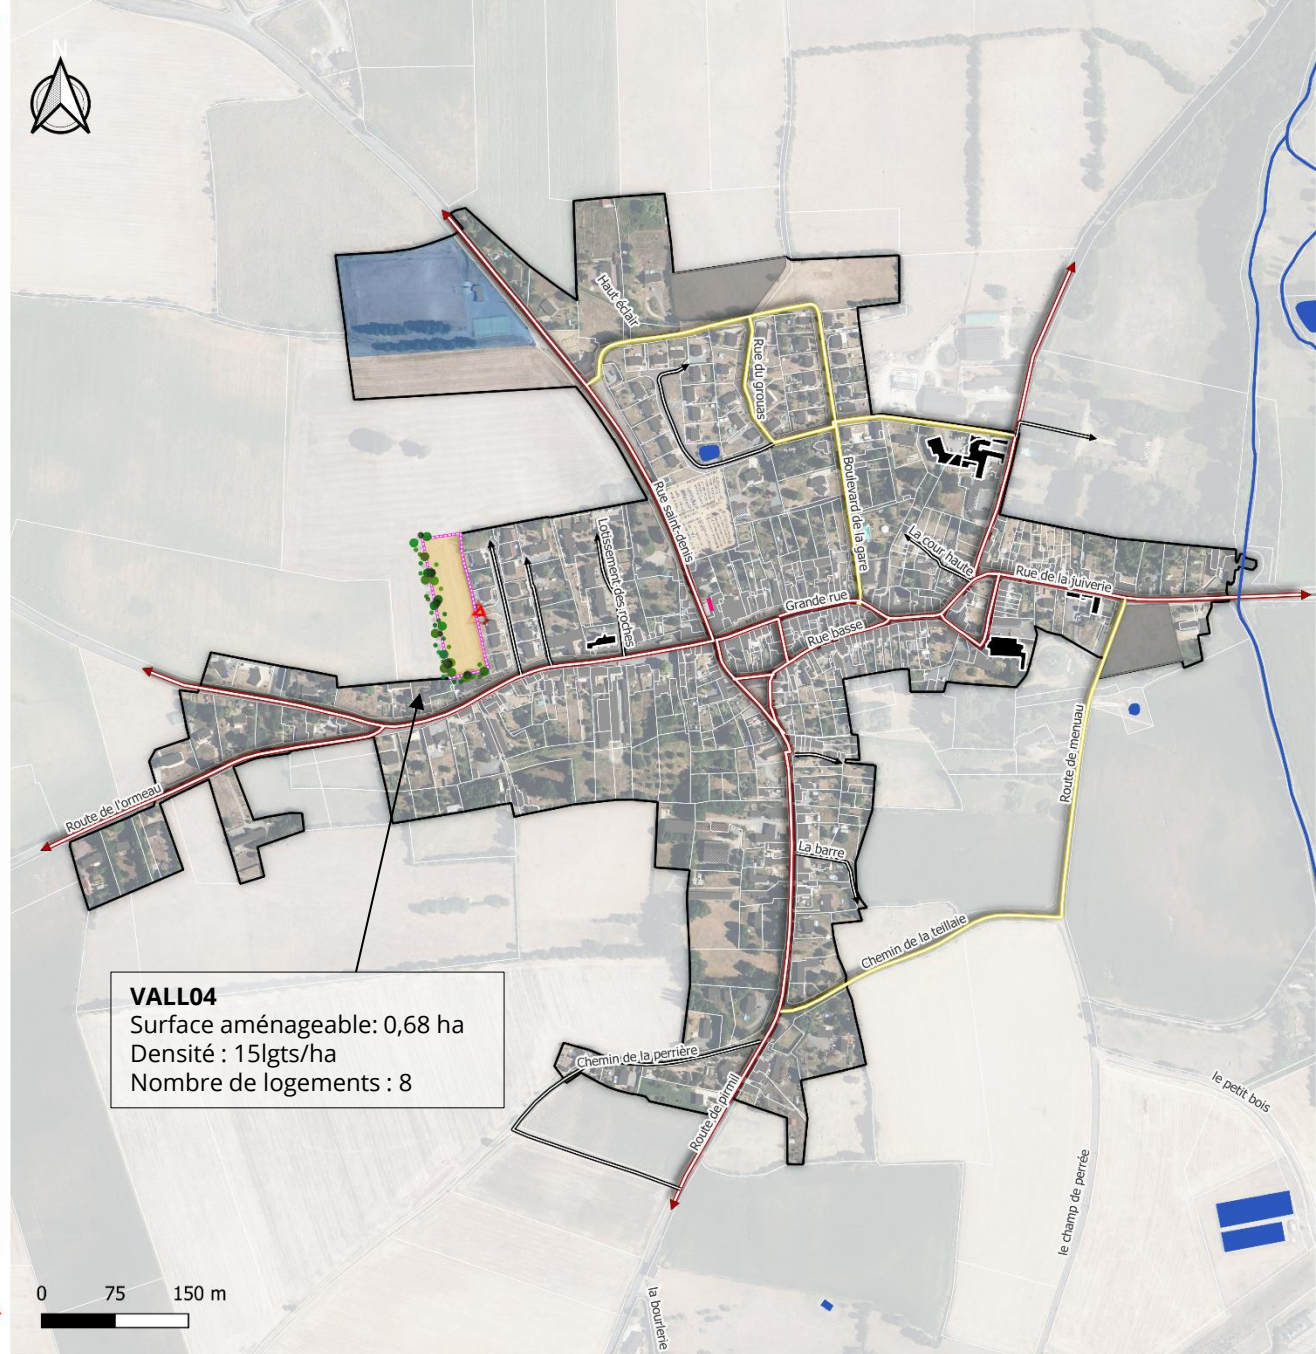 N
Haut éclair
Rue du grouas
Boulevard de la gare
Rue saint-denis
Lotissement des roches
La cour haute
Rue de la juiverie
Grande rue
Rue basse
Route de menuau
Route de l'ormeau
La barre
Chemin de la teillaie
VALL04
Surface aménageable: 0,68 ha
Densité : 15lgts/ha
Nombre de logements : 8
Chemin de la perrière
Route de pirmil
le petit bois
le champ de perrée
la bourlerie
0 75 150 m